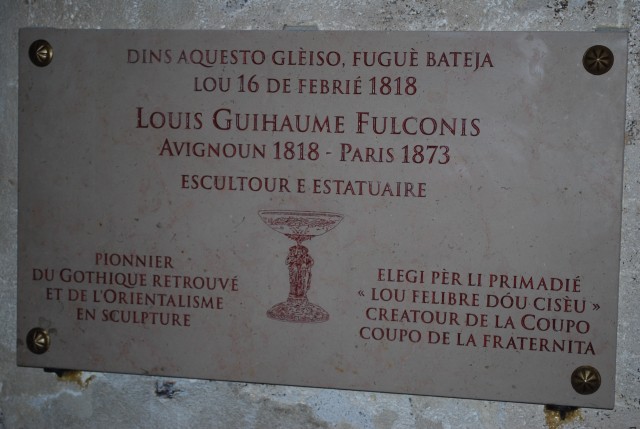 DINS AQUESTO GLÈISO, FUGUÈ BATEJA
LOU 16 DE FEBRIÉ 1818
LOUIS GUIHAUME FULCONIS
AVIGNOUN 1818 - PARIS 1873
ESCULTOUR E ESTATUAIRE
PIONNIER
DU GOTHIQUE RETROUVÉ
ET DE L'ORIENTALISME
EN SCULPTURE
ELEGI PÈR LI PRIMADIÉ
« LOU FELIBRE DÓU CISÈU »
CREATOUR DE LA COUPO
COUPO DE LA FRATERNITA